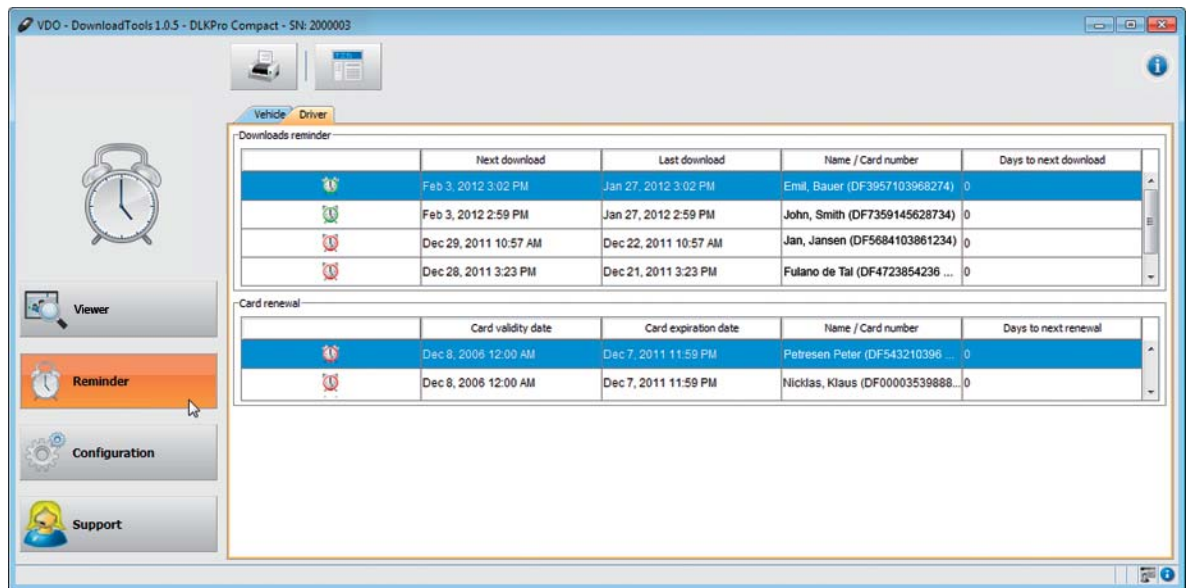 VDO - DownloadTools 1.0.5 - DLKPro Compact - SN: 2000003
Vehicle Driver
Downloads reminder
Next download Last download Name / Card number Days to next download
Feb 3, 2012 3:02 PM Jan 27, 2012 3:02 PM Emil, Bauer (DF3957103968274) 0
Feb 3, 2012 2:59 PM Jan 27, 2012 2:59 PM John, Smith (DF7359145628734) 0
Dec 29, 2011 10:57 AM Dec 22, 2011 10:57 AM Jan, Jansen (DF5684103861234) 0
Dec 28, 2011 3:23 PM Dec 21, 2011 3:23 PM Fulano de Tal (DF4723854236 ... 0
Card renewal
Card validity date Card expiration date Name / Card number Days to next renewal
Dec 8, 2006 12:00 AM Dec 7, 2011 11:59 PM Petresen Peter (DF543210396 ... 0
Dec 8, 2006 12:00 AM Dec 7, 2011 11:59 PM Nicklas, Klaus (DF00003539888... 0
Viewer
Reminder
Configuration
Support